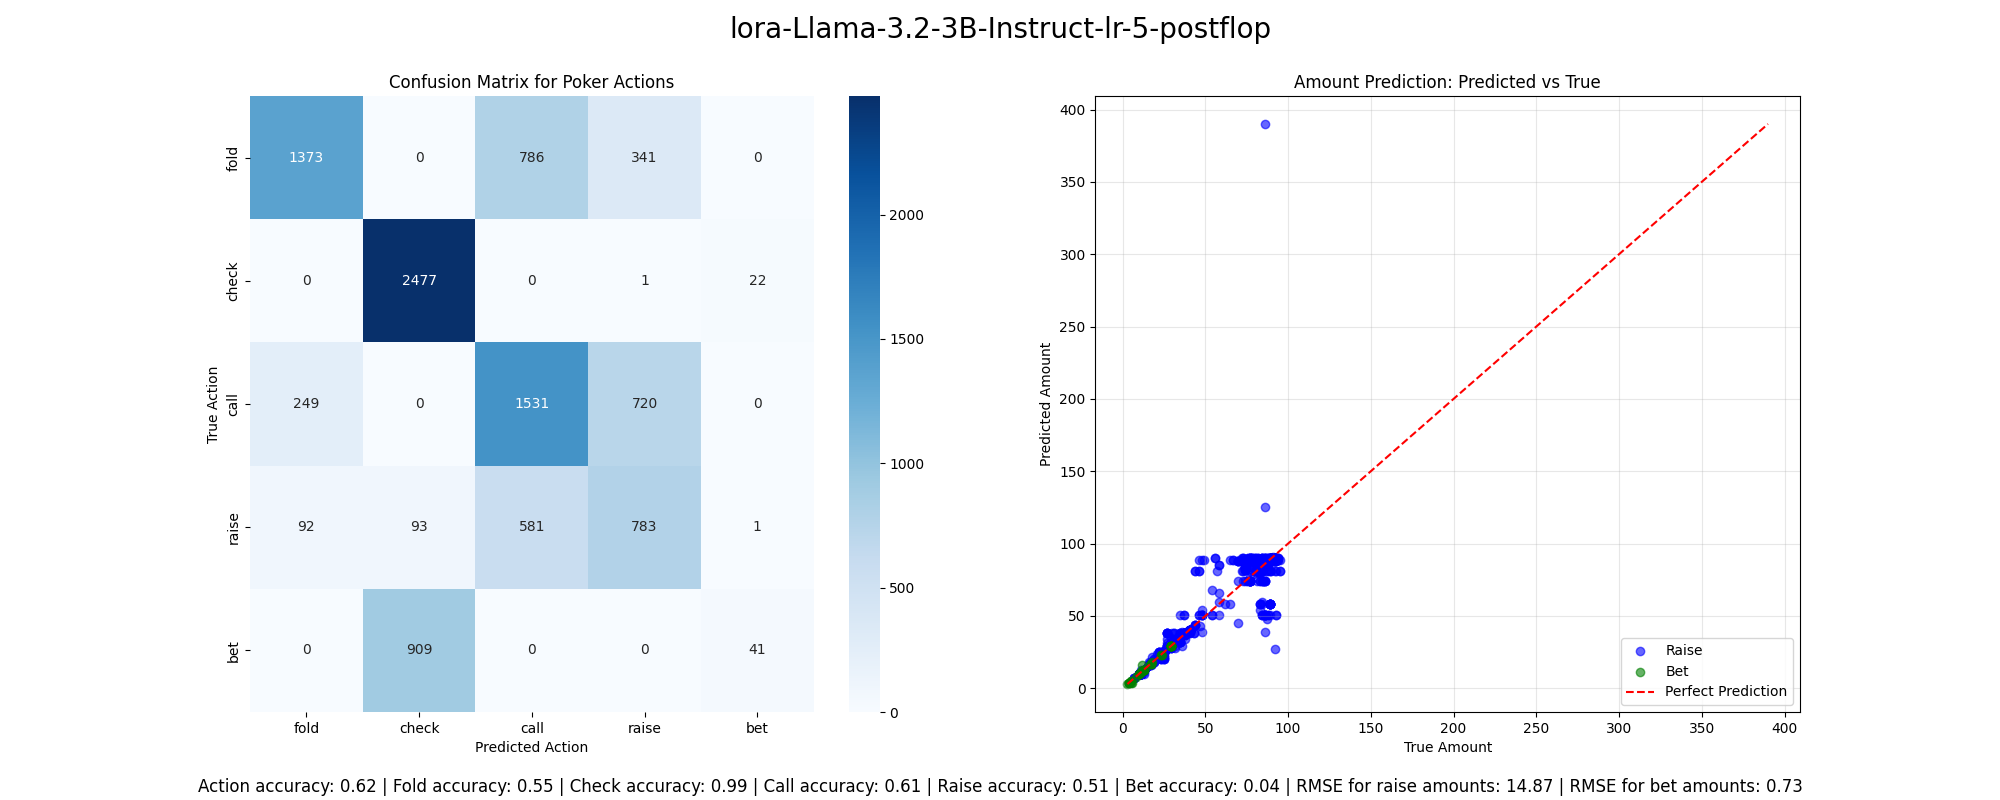 lora-Llama-3.2-3B-Instruct-lr-5-postflop
Confusion Matrix for Poker Actions
True Action
fold
check
call
raise
bet
1373 0 786 341 0
0 2477 0 1 22
249 0 1531 720 0
92 93 581 783 1
0 909 0 0 41
fold check call raise bet
Predicted Action
2000
1500
1000
500
0
Amount Prediction: Predicted vs True
Predicted Amount
400
350
300
250
200
150
100
50
0
0 50 100 150 200 250 300 350 400
True Amount
Raise
Bet
Perfect Prediction
Action accuracy: 0.62 | Fold accuracy: 0.55 | Check accuracy: 0.99 | Call accuracy: 0.61 | Raise accuracy: 0.51 | Bet accuracy: 0.04 | RMSE for raise amounts: 14.87 | RMSE for bet amounts: 0.73